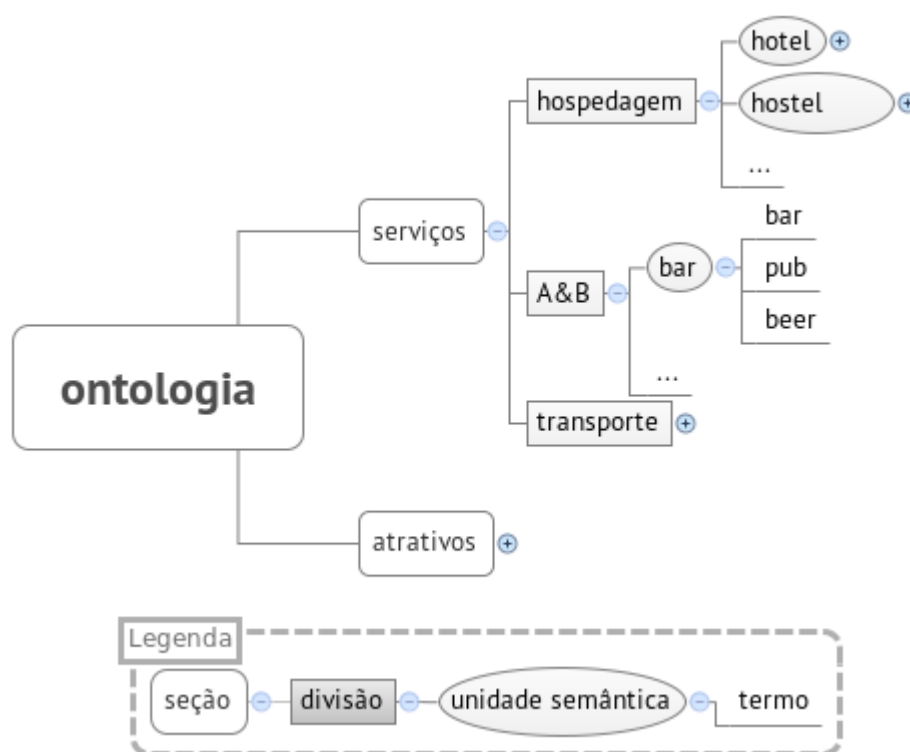 ontologia
serviços
hospedagem
hotel
hostel
...
A&B
bar
bar
pub
beer
...
transporte
atrativos
Legenda
seção
divisão
unidade semântica
termo